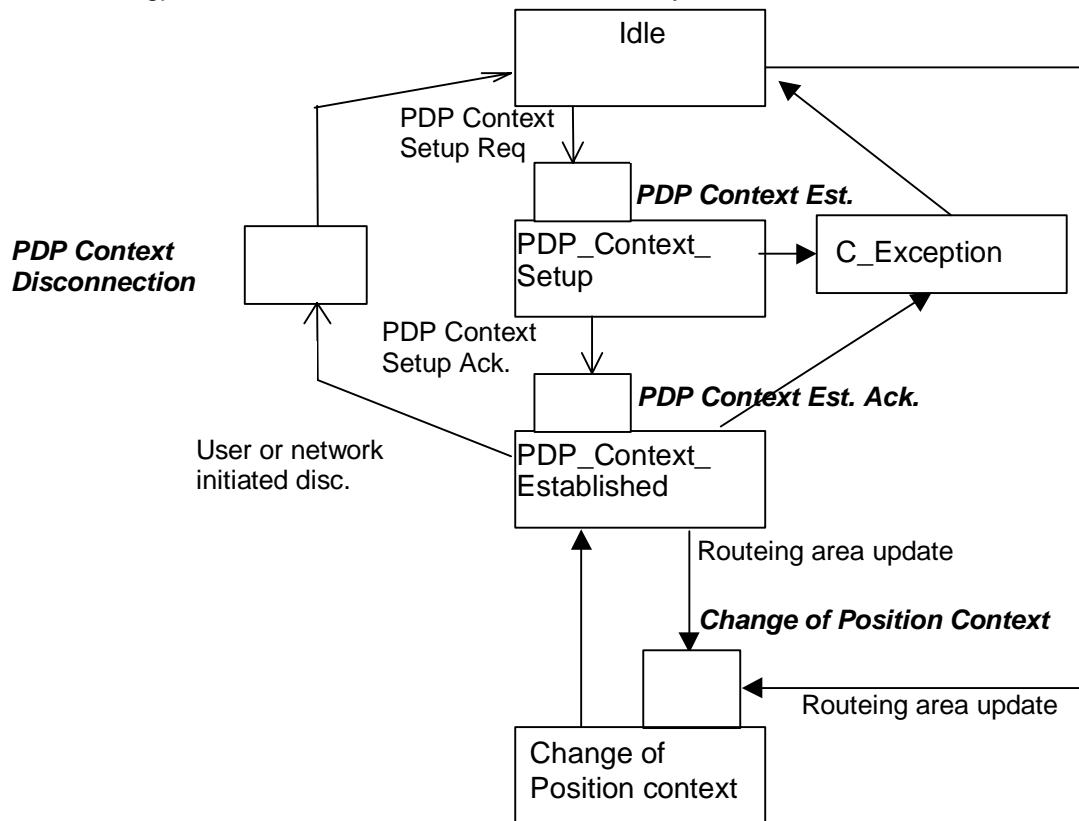 Idle
PDP Context
Setup Req
PDP Context Est.
PDP_Context_
Setup
C_Exception
PDP Context
Disconnection
PDP Context
Setup Ack.
PDP Context Est. Ack.
User or network
initiated disc.
PDP_Context_
Established
Routeing area update
Change of Position Context
Routeing area update
Change of
Position context